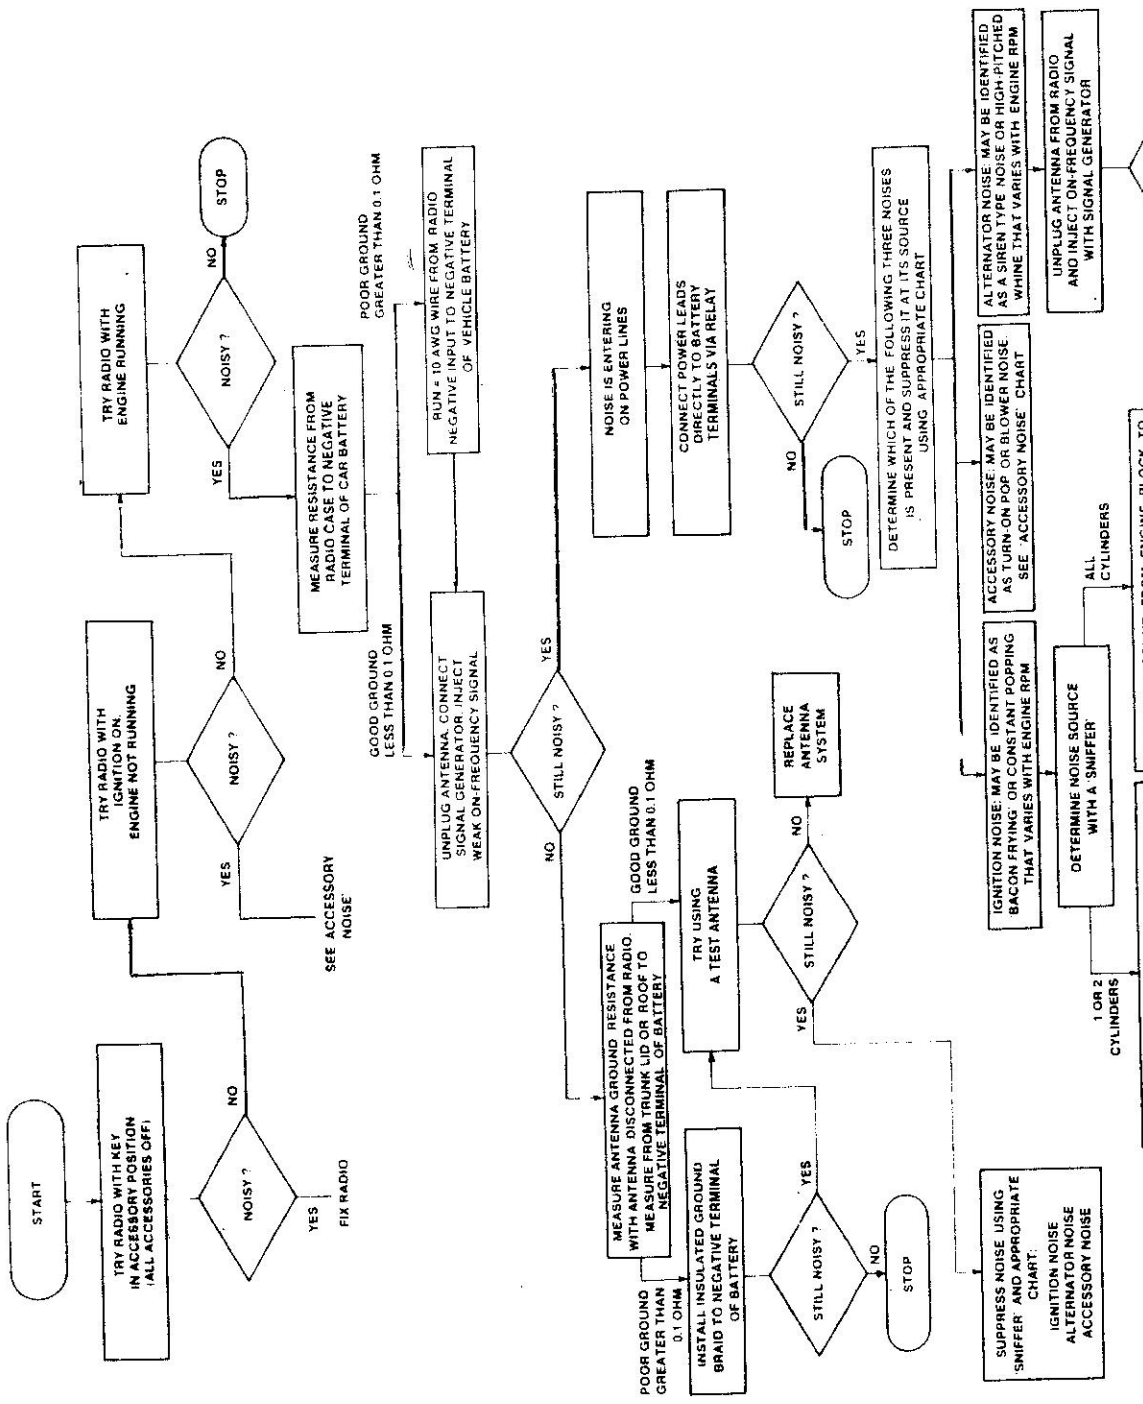 START
TRY RADIO WITH KEY
IN ACCESSORY POSITION
(ALL ACCESSORIES OFF)
NOISY ?
YES
FIX RADIO
NO
TRY RADIO WITH
IGNITION ON,
ENGINE NOT RUNNING
NOISY ?
YES
SEE ACCESSORY
NOISE'
NO
TRY RADIO WITH
ENGINE RUNNING
NOISY ?
NO
STOP
YES
MEASURE RESISTANCE FROM
RADIO CASE TO NEGATIVE
TERMINAL OF CAR BATTERY
GOOD GROUND
LESS THAN 0.1 OHM
POOR GROUND
GREATER THAN 0.1 OHM
RUN = 10 AWG WIRE FROM RADIO
NEGATIVE INPUT TO NEGATIVE TERMINAL
OF VEHICLE BATTERY
UNPLUG ANTENNA. CONNECT
SIGNAL GENERATOR. INJECT
WEAK ON-FREQUENCY SIGNAL
STILL NOISY ?
NO
YES
MEASURE ANTENNA GROUND RESISTANCE
WITH ANTENNA DISCONNECTED FROM RADIO.
MEASURE FROM TRUNK LID OR ROOF TO
NEGATIVE TERMINAL OF BATTERY
POOR GROUND
GREATER THAN
0.1 OHM
GOOD GROUND
LESS THAN 0.1 OHM
INSTALL INSULATED GROUND
BRAID TO NEGATIVE TERMINAL
OF BATTERY
STILL NOISY ?
YES
NO
STOP
TRY USING
A TEST ANTENNA
STILL NOISY ?
YES
NO
REPLACE
ANTENNA
SYSTEM
SUPPRESS NOISE USING
'SNIFFER' AND APPROPRIATE
CHART:
IGNITION NOISE
ALTERNATOR NOISE
ACCESSORY NOISE
NOISE IS ENTERING
ON POWER LINES
CONNECT POWER LEADS
DIRECTLY TO BATTERY
TERMINALS VIA RELAY
STILL NOISY ?
NO
STOP
YES
DETERMINE WHICH OF THE FOLLOWING THREE NOISES
IS PRESENT AND SUPPRESS IT AT ITS SOURCE
USING APPROPRIATE CHART
IGNITION NOISE: MAY BE IDENTIFIED AS
'BACON FRYING' OR CONSTANT POPPING
THAT VARIES WITH ENGINE RPM
ACCESSORY NOISE: MAY BE IDENTIFIED
AS TURN-ON POP OR BLOWER NOISE.
SEE 'ACCESSORY NOISE' CHART
ALTERNATOR NOISE: MAY BE IDENTIFIED
AS A SIREN TYPE NOISE OR HIGH-PITCHED
WHINE THAT VARIES WITH ENGINE RPM
DETERMINE NOISE SOURCE
WITH A 'SNIFFER'
1 OR 2
CYLINDERS
ALL
CYLINDERS
UNPLUG ANTENNA FROM RADIO
AND INJECT ON-FREQUENCY SIGNAL
WITH SIGNAL GENERATOR
FROM ENGINE BLOCK TO